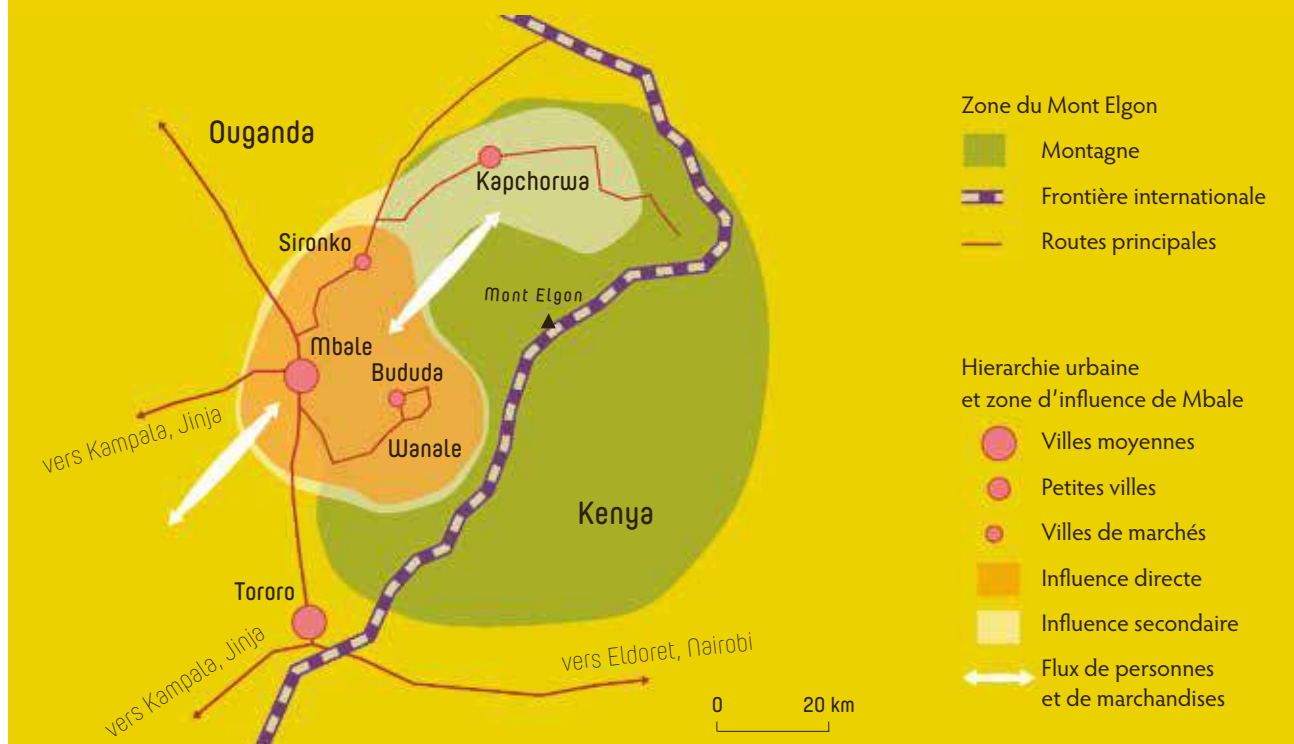 Ouganda
Kapchorwa
Sironko
Mont Elgon
Mbale
Bududa
Wanale
vers Kampala, Jinja
Kenya
Tororo
vers Kampala, Jinja
vers Eldoret, Nairobi
0 20 km
Zone du Mont Elgon
Montagne
Frontière internationale
Routes principales
Hierarchie urbaine
et zone d'influence de Mbale
Villes moyennes
Petites villes
Villes de marchés
Influence directe
Influence secondaire
Flux de personnes
et de marchandises